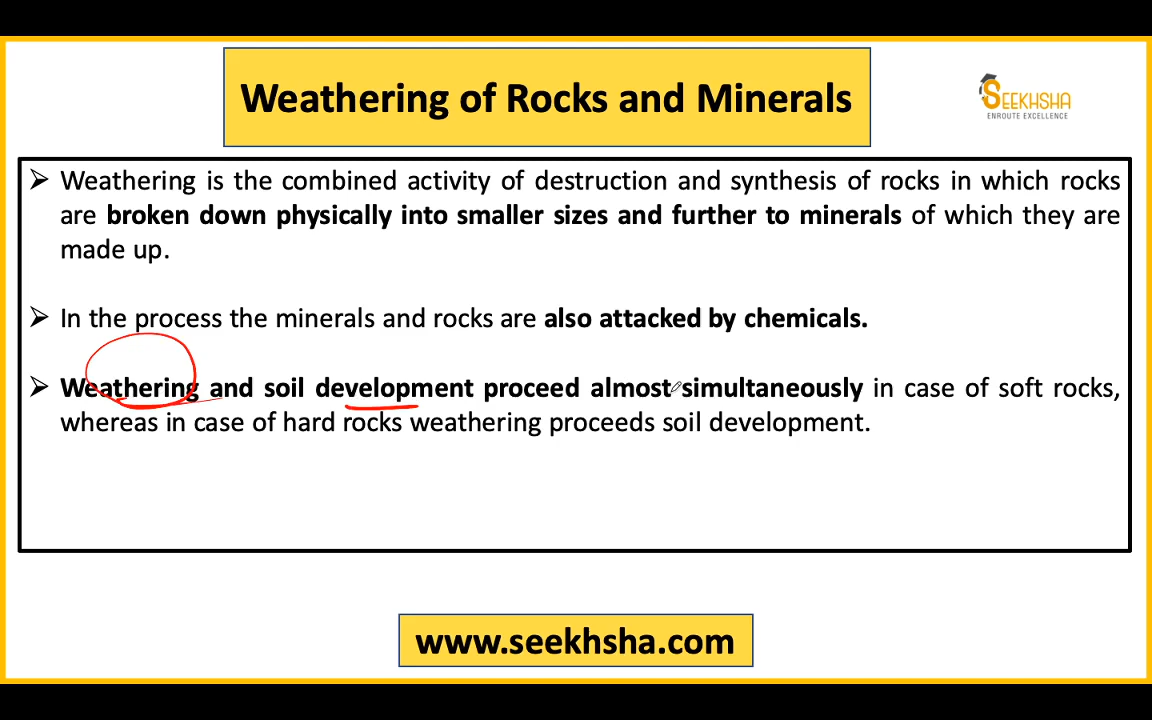 Weathering of Rocks and Minerals
SEEKHSHA
ENROUTE EXCELLENCE
➢ Weathering is the combined activity of destruction and synthesis of rocks in which rocks
are broken down physically into smaller sizes and further to minerals of which they are
made up.
➢ In the process the minerals and rocks are also attacked by chemicals.
➢ Weathering and soil development proceed almost simultaneously in case of soft rocks,
whereas in case of hard rocks weathering proceeds soil development.
www.seekhsha.com